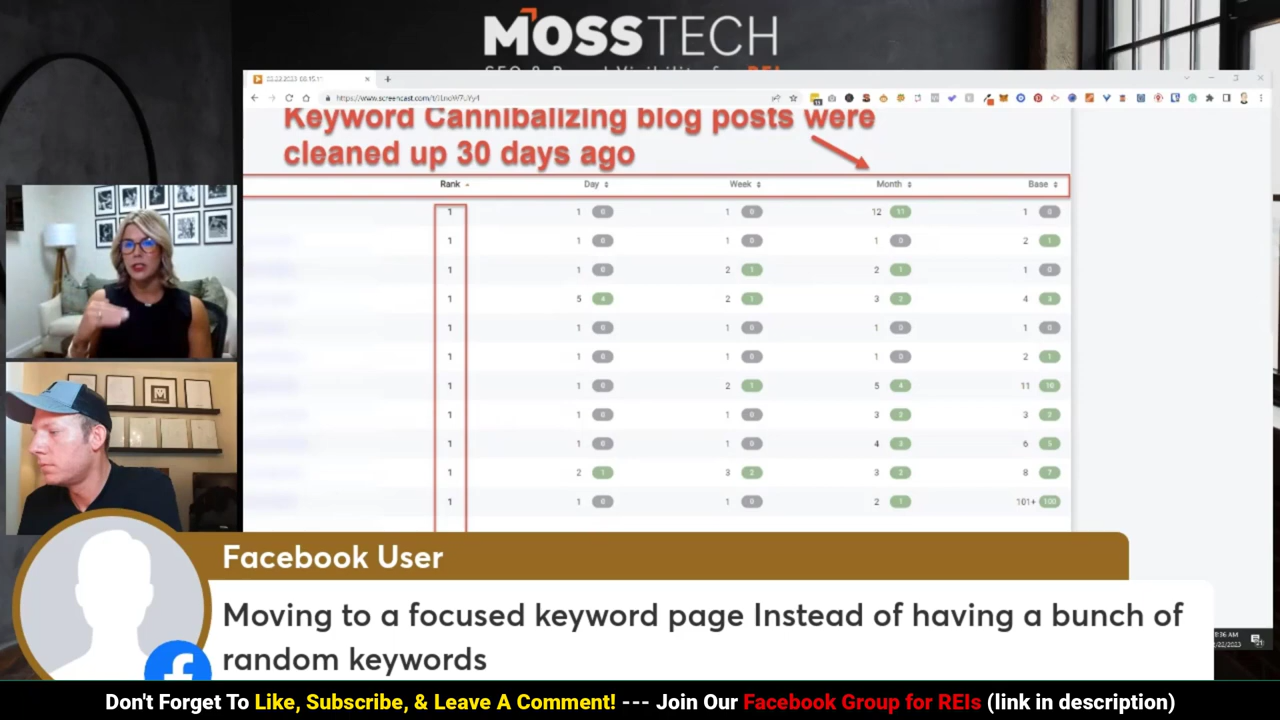 MOSSTECH
https://www.screencast.com/t/
Keyword Cannibalizing blog posts were
cleaned up 30 days ago
Rank Day Week Month Base
1 1 0 1 0 12 11 1 0
1 1 0 1 0 1 0 2 1
1 1 0 2 1 2 1 1 0
1 5 4 2 1 3 2 4 3
1 1 0 1 0 1 0 1 0
1 1 0 1 0 1 0 2 1
1 1 0 2 1 5 4 11 10
1 1 0 1 0 3 2 3 2
1 1 0 1 0 4 3 6 5
1 2 1 3 2 3 2 8 7
1 1 0 1 0 2 1 101+ 100
Facebook User
Moving to a focused keyword page Instead of having a bunch of
random keywords
Don't Forget To Like, Subscribe, & Leave A Comment! --- Join Our Facebook Group for REIs (link in description)